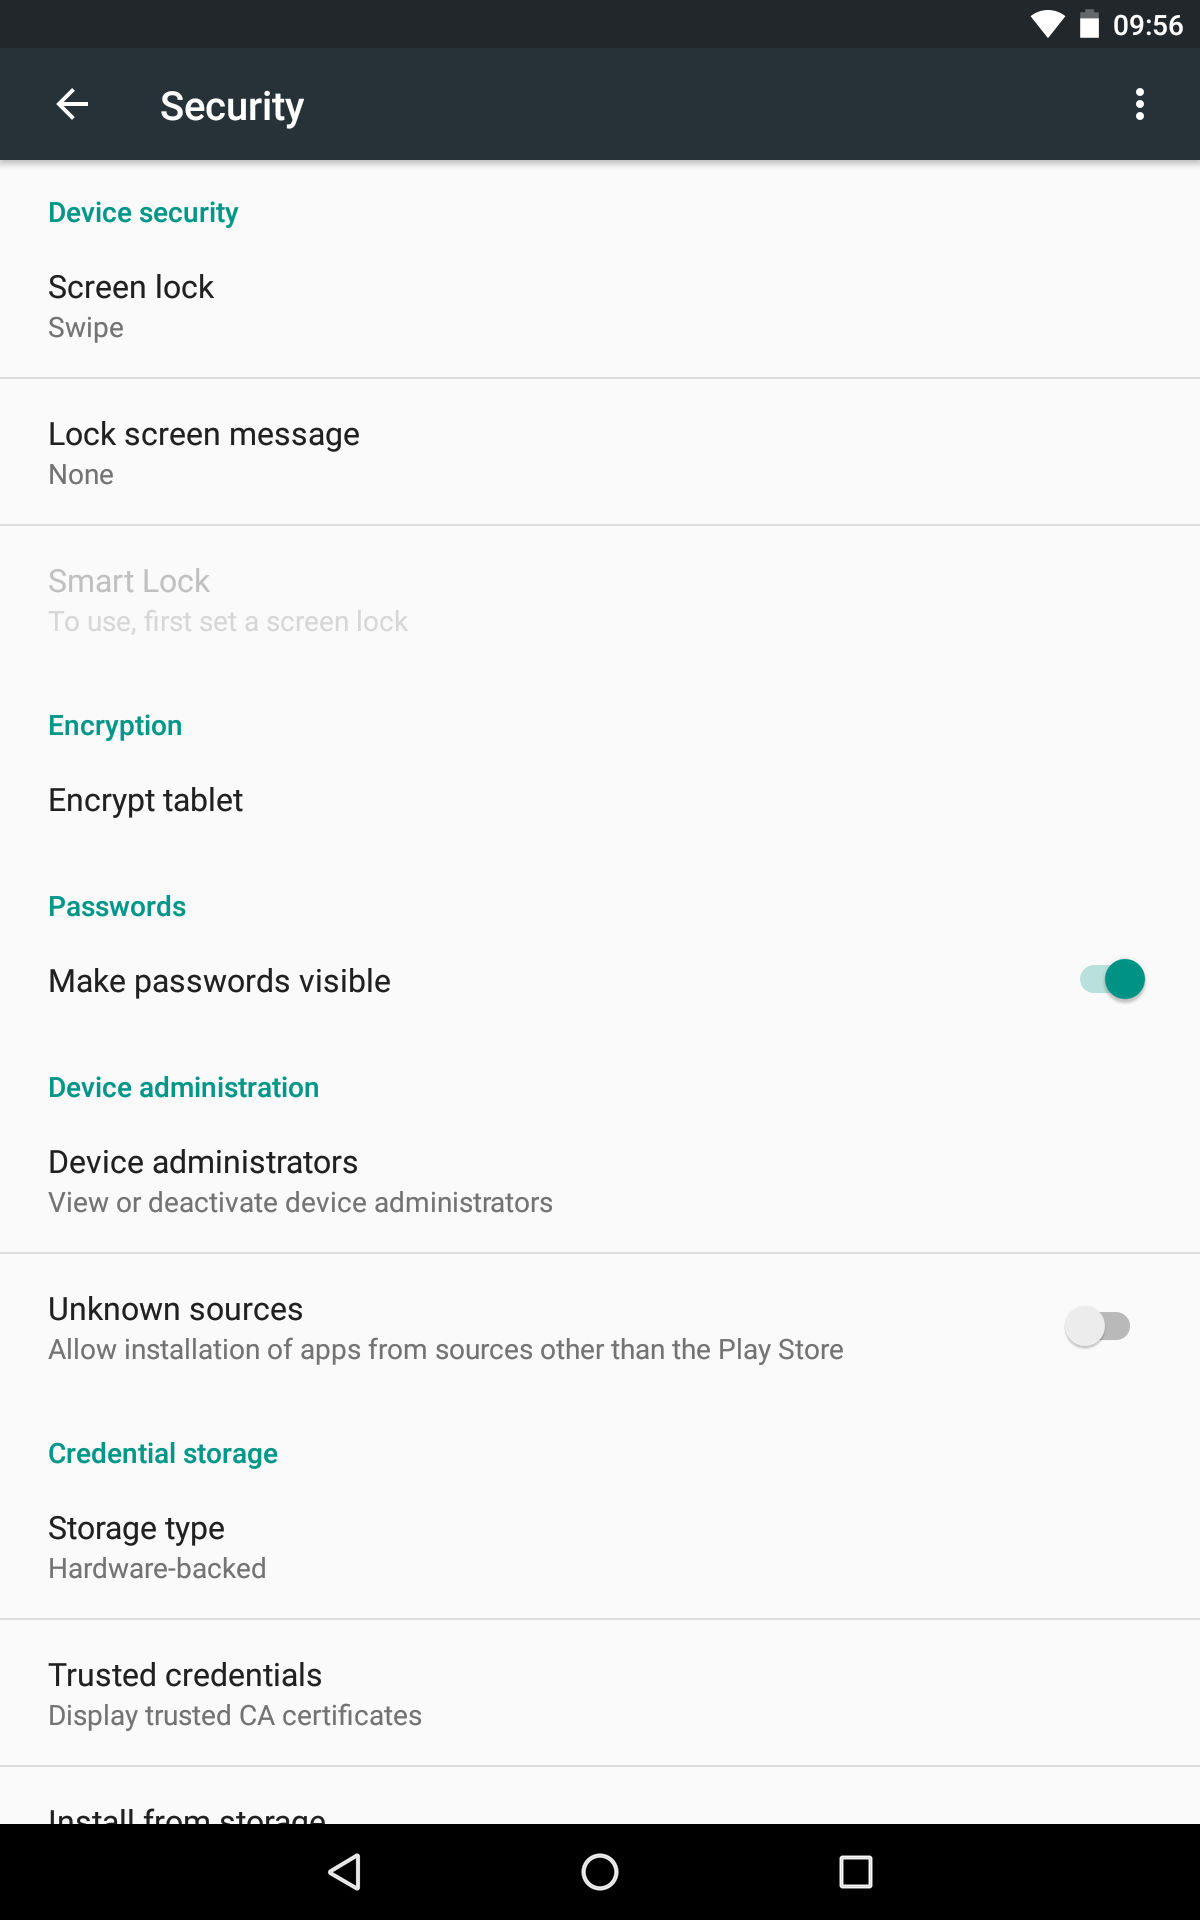 09:56
Security
Device security
Screen lock
Swipe
Lock screen message
None
Smart Lock
To use, first set a screen lock
Encryption
Encrypt tablet
Passwords
Make passwords visible
Device administration
Device administrators
View or deactivate device administrators
Unknown sources
Allow installation of apps from sources other than the Play Store
Credential storage
Storage type
Hardware-backed
Trusted credentials
Display trusted CA certificates
Install from storage